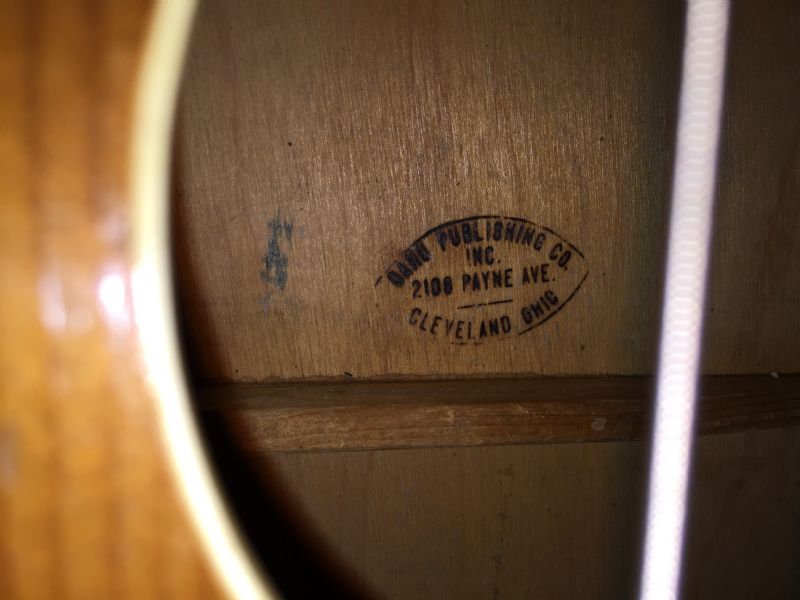 OAHU PUBLISHING CO.
INC.
2108 PAYNE AVE.
CLEVELAND OHIO